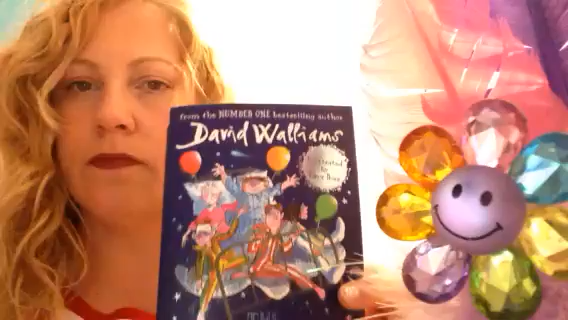 from the NUMBER ONE bestselling author
David Walliams
Illustrated
by
Tony Ross